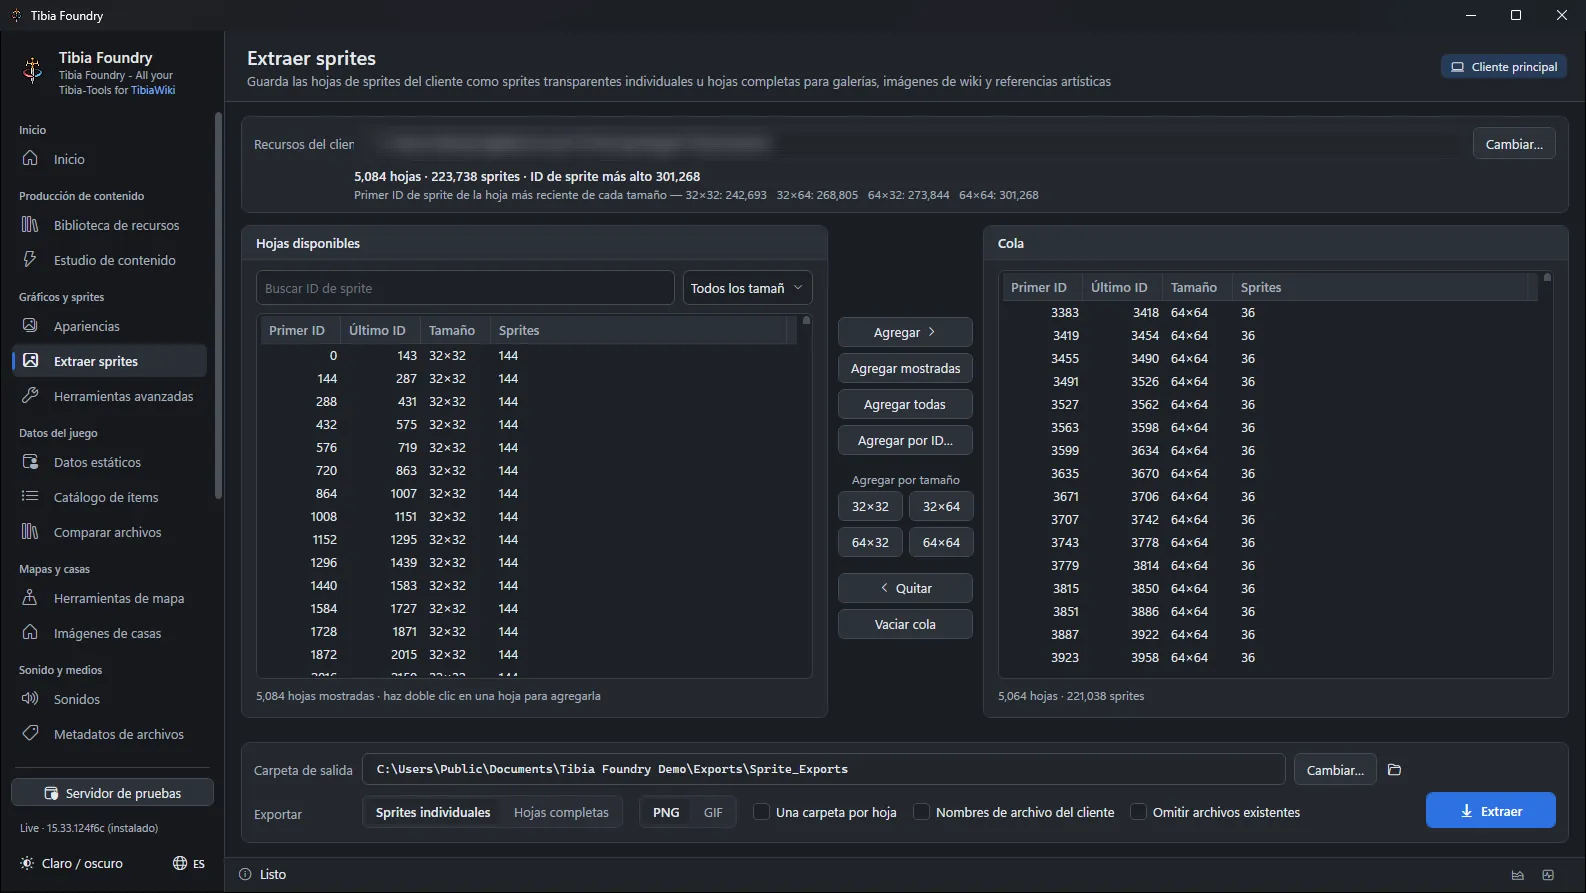 Tibia Foundry
Tibia Foundry
Tibia Foundry - All your
Tibia-Tools for TibiaWiki
Inicio
Inicio
Producción de contenido
Biblioteca de recursos
Estudio de contenido
Gráficos y sprites
Apariencias
Extraer sprites
Herramientas avanzadas
Datos del juego
Datos estáticos
Catálogo de ítems
Comparar archivos
Mapas y casas
Herramientas de mapa
Imágenes de casas
Sonido y medios
Sonidos
Metadatos de archivos
Servidor de pruebas
Live · 15.33.124f6c (instalado)
Claro / oscuro ES
Extraer sprites
Guarda las hojas de sprites del cliente como sprites transparentes individuales u hojas completas para galerías, imágenes de wiki y referencias artísticas
Cliente principal
Recursos del clien
Cambiar...
5,084 hojas · 223,738 sprites · ID de sprite más alto 301,268
Primer ID de sprite de la hoja más reciente de cada tamaño — 32×32: 242,693 32×64: 268,805 64×32: 273,844 64×64: 301,268
Hojas disponibles
Buscar ID de sprite
Todos los tamañ
Primer ID Último ID Tamaño Sprites
0 143 32×32 144
144 287 32×32 144
288 431 32×32 144
432 575 32×32 144
576 719 32×32 144
720 863 32×32 144
864 1007 32×32 144
1008 1151 32×32 144
1152 1295 32×32 144
1296 1439 32×32 144
1440 1583 32×32 144
1584 1727 32×32 144
1728 1871 32×32 144
1872 2015 32×32 144
5,084 hojas mostradas · haz doble clic en una hoja para agregarla
Agregar
Agregar mostradas
Agregar todas
Agregar por ID...
Agregar por tamaño
32×32 32×64
64×32 64×64
Quitar
Vaciar cola
Cola
Primer ID Último ID Tamaño Sprites
3383 3418 64×64 36
3419 3454 64×64 36
3455 3490 64×64 36
3491 3526 64×64 36
3527 3562 64×64 36
3563 3598 64×64 36
3599 3634 64×64 36
3635 3670 64×64 36
3671 3706 64×64 36
3707 3742 64×64 36
3743 3778 64×64 36
3779 3814 64×64 36
3815 3850 64×64 36
3851 3886 64×64 36
3887 3922 64×64 36
3923 3958 64×64 36
5,064 hojas · 221,038 sprites
Carpeta de salida
C:\Users\Public\Documents\Tibia Foundry Demo\Exports\Sprite_Exports
Cambiar...
Exportar
Sprites individuales Hojas completas
PNG GIF
Una carpeta por hoja
Nombres de archivo del cliente
Omitir archivos existentes
Extraer
Listo